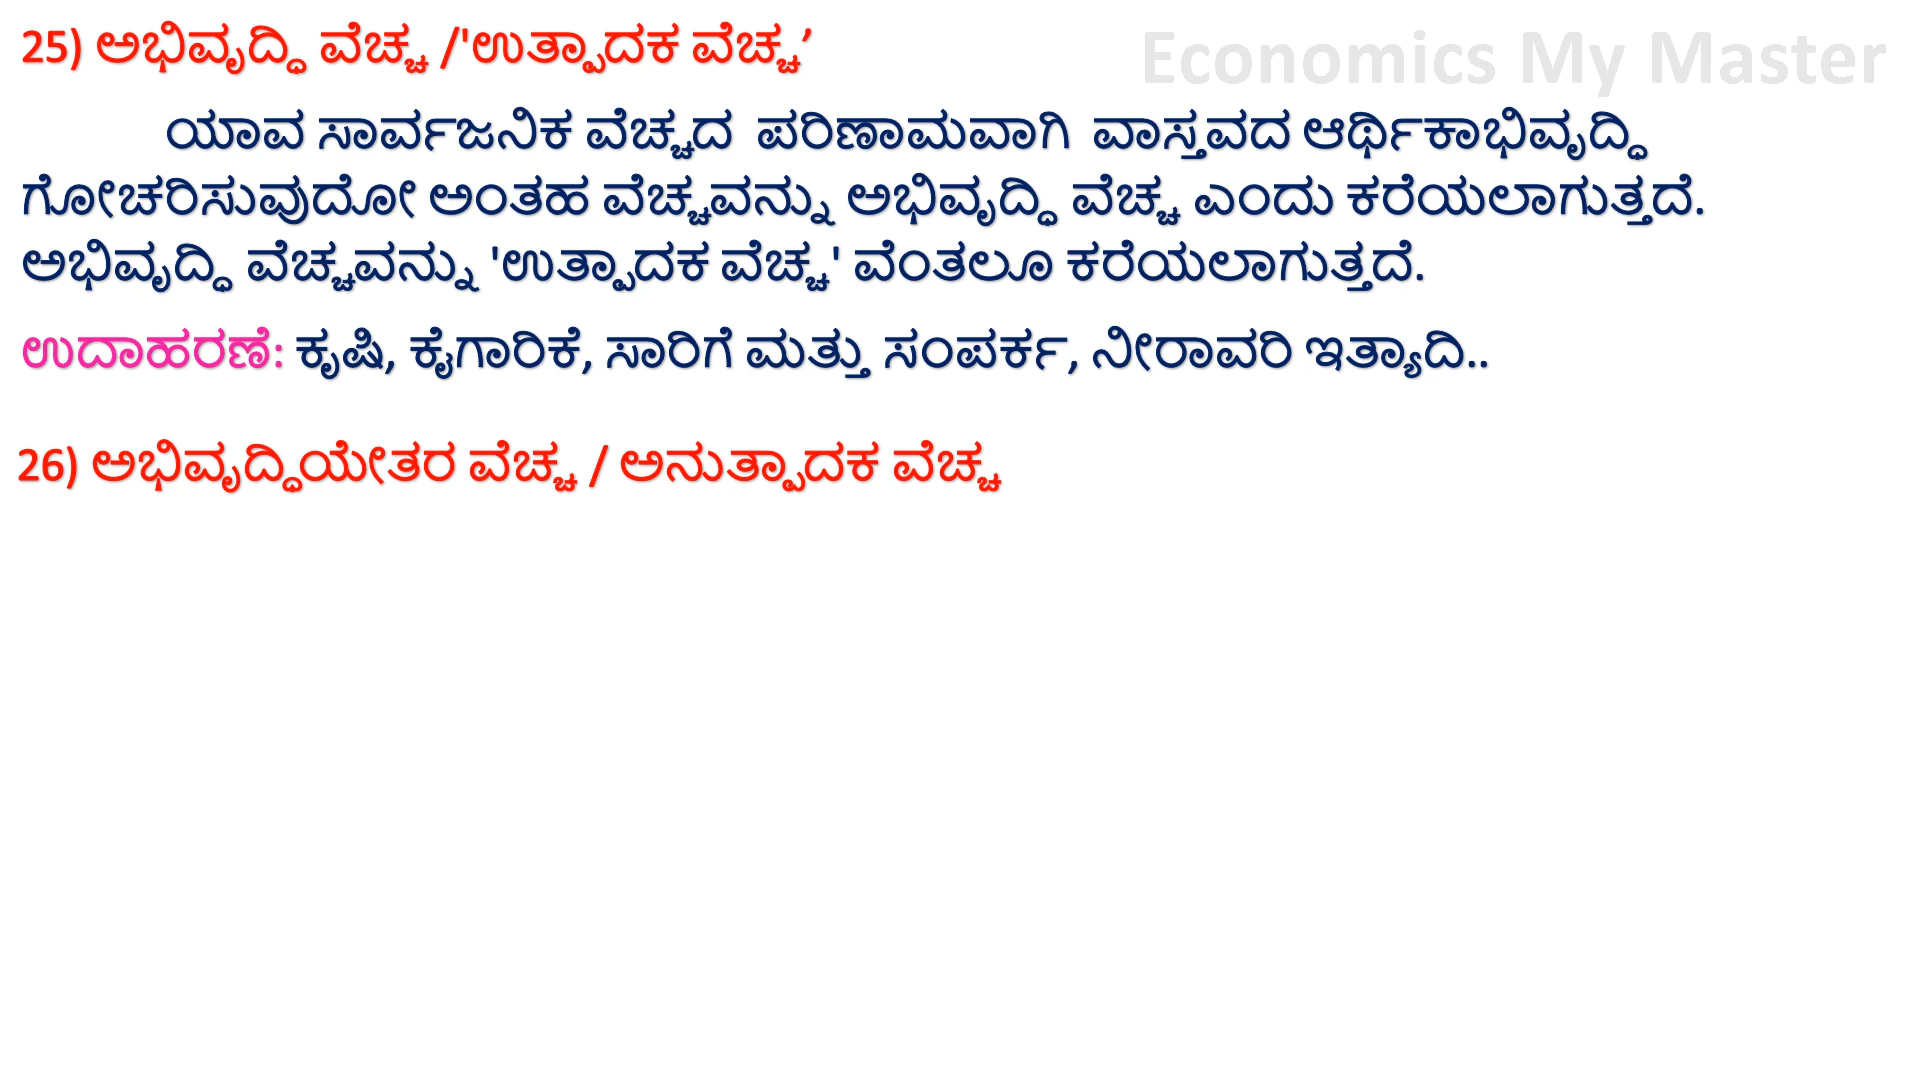 25) ಅಭಿವೃದ್ಧಿ ವೆಚ್ಚ /'ಉತ್ಪಾದಕ ವೆಚ್ಚ’
Economics My Master
ಯಾವ ಸಾರ್ವಜನಿಕ ವೆಚ್ಚದ ಪರಿಣಾಮವಾಗಿ ವಾಸ್ತವದ ಆರ್ಥಿಕಾಭಿವೃದ್ಧಿ
ಗೋಚರಿಸುವುದೋ ಅಂತಹ ವೆಚ್ಚವನ್ನು ಅಭಿವೃದ್ಧಿ ವೆಚ್ಚ ಎಂದು ಕರೆಯಲಾಗುತ್ತದೆ.
ಅಭಿವೃದ್ಧಿ ವೆಚ್ಚವನ್ನು 'ಉತ್ಪಾದಕ ವೆಚ್ಚ' ವೆಂತಲೂ ಕರೆಯಲಾಗುತ್ತದೆ.
ಉದಾಹರಣೆ: ಕೃಷಿ, ಕೈಗಾರಿಕೆ, ಸಾರಿಗೆ ಮತ್ತು ಸಂಪರ್ಕ, ನೀರಾವರಿ ಇತ್ಯಾದಿ..
26) ಅಭಿವೃದ್ಧಿಯೇತರ ವೆಚ್ಚ / ಅನುತ್ಪಾದಕ ವೆಚ್ಚ